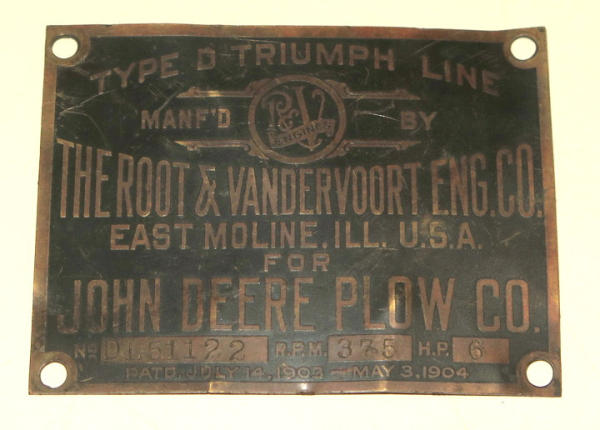 TYPE D TRIUMPH LINE
MANF'D R&V ENGINES BY
THE ROOT & VANDERVOORT ENG. CO.
EAST MOLINE, ILL. U.S.A.
FOR
JOHN DEERE PLOW CO.
No DL51122 R.P.M. 375 H.P. 6
PATD. JULY 14, 1903 — MAY 3, 1904